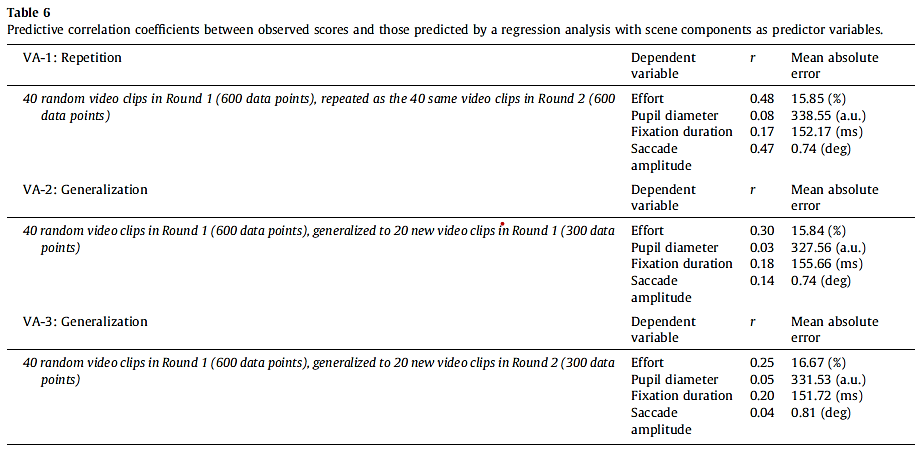 Table 6
Predictive correlation coefficients between observed scores and those predicted by a regression analysis with scene components as predictor variables.
VA-1: Repetition Dependent variable r Mean absolute error
40 random video clips in Round 1 (600 data points), repeated as the 40 same video clips in Round 2 (600 data points)
Effort 0.48 15.85 (%)
Pupil diameter 0.08 338.55 (a.u.)
Fixation duration 0.17 152.17 (ms)
Saccade amplitude 0.47 0.74 (deg)
VA-2: Generalization Dependent variable r Mean absolute error
40 random video clips in Round 1 (600 data points), generalized to 20 new video clips in Round 1 (300 data points)
Effort 0.30 15.84 (%)
Pupil diameter 0.03 327.56 (a.u.)
Fixation duration 0.18 155.66 (ms)
Saccade amplitude 0.14 0.74 (deg)
VA-3: Generalization Dependent variable r Mean absolute error
40 random video clips in Round 1 (600 data points), generalized to 20 new video clips in Round 2 (300 data points)
Effort 0.25 16.67 (%)
Pupil diameter 0.05 331.53 (a.u.)
Fixation duration 0.20 151.72 (ms)
Saccade amplitude 0.04 0.81 (deg)